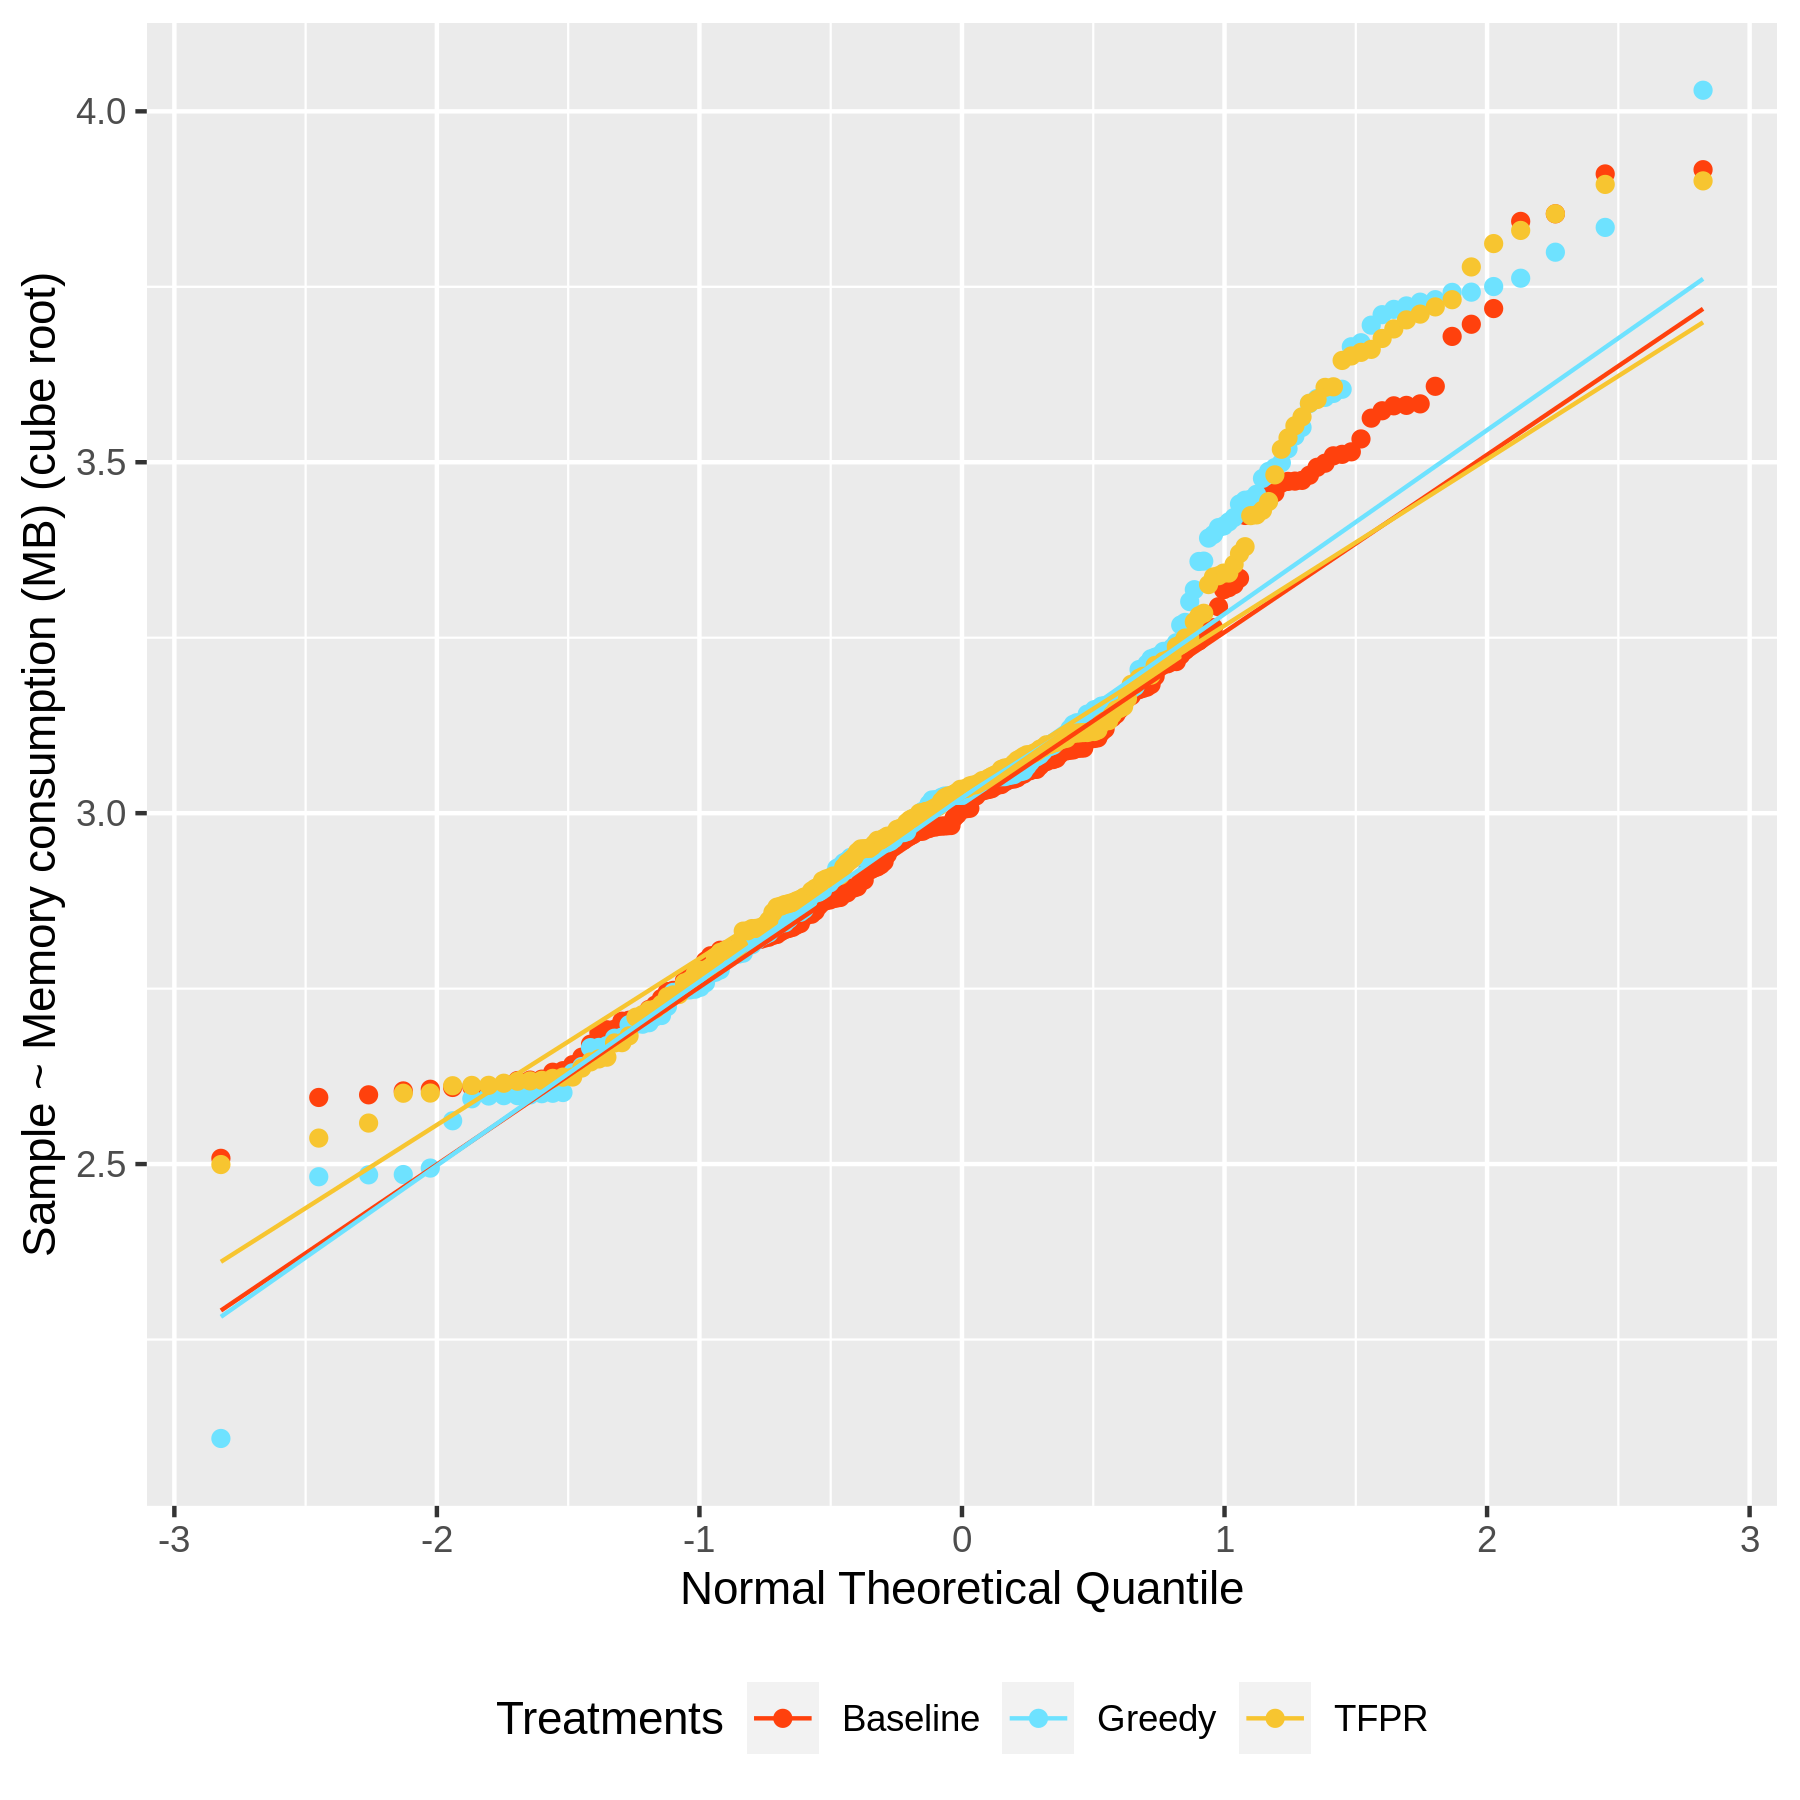 Sample ~ Memory consumption (MB) (cube root)
4.0
3.5
3.0
2.5
-3 -2 -1 0 1 2 3
Normal Theoretical Quantile
Treatments Baseline Greedy TFPR